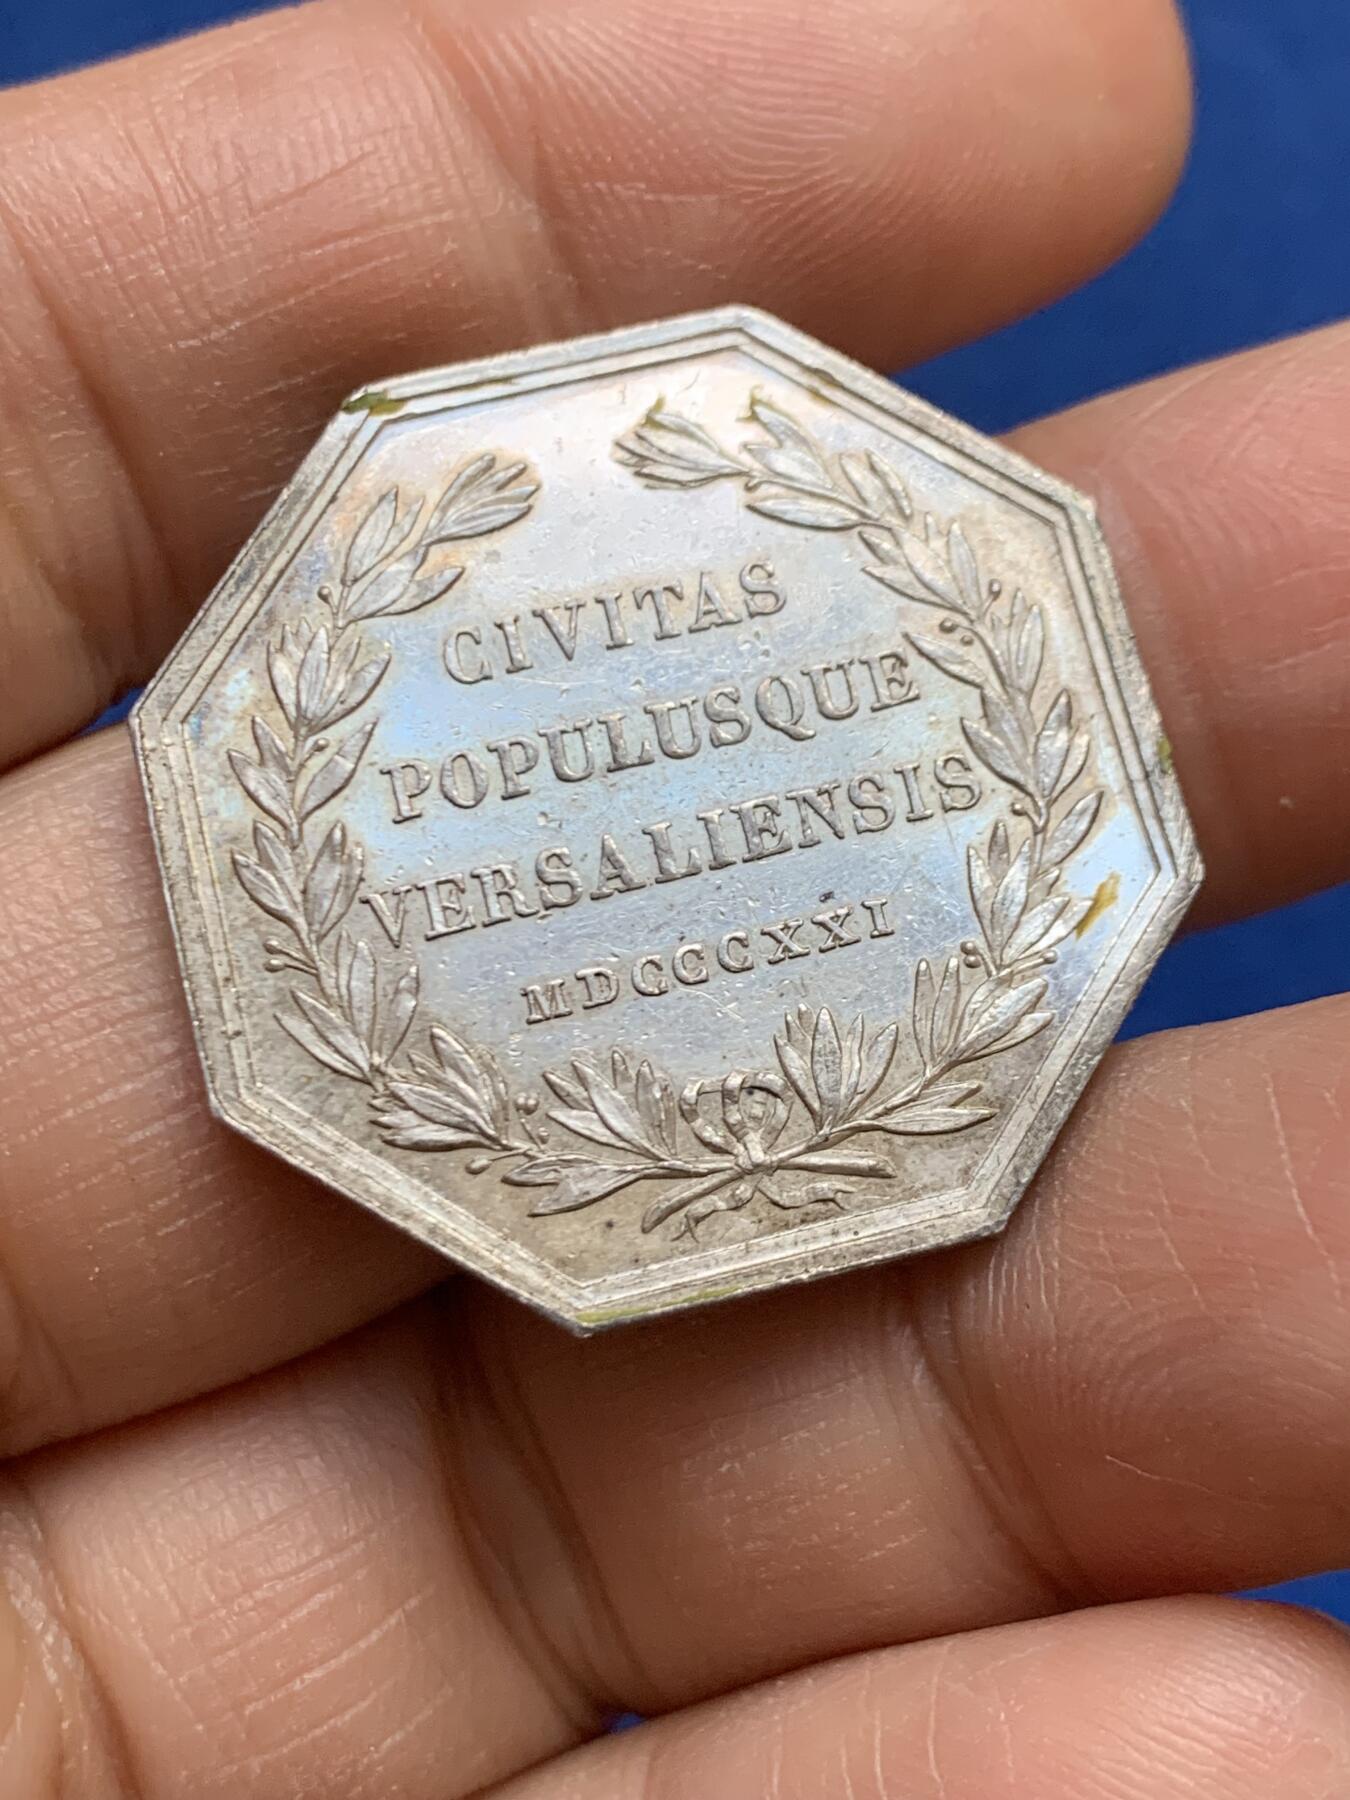 CIVITAS
POPULUSQUE
VERSALIENSIS
MDCCCXXI